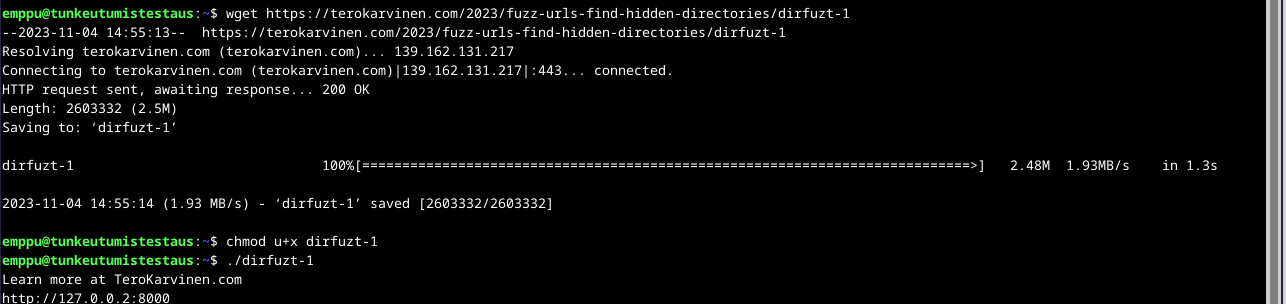 emppu@tunkeutumistestaus:~$ wget https://terokarvinen.com/2023/fuzz-urls-find-hidden-directories/dirfuzt-1
--2023-11-04 14:55:13--  https://terokarvinen.com/2023/fuzz-urls-find-hidden-directories/dirfuzt-1
Resolving terokarvinen.com (terokarvinen.com)... 139.162.131.217
Connecting to terokarvinen.com (terokarvinen.com)|139.162.131.217|:443... connected.
HTTP request sent, awaiting response... 200 OK
Length: 2603332 (2.5M)
Saving to: ‘dirfuzt-1’
dirfuzt-1 100%[============================================================================>] 2.48M 1.93MB/s in 1.3s
2023-11-04 14:55:14 (1.93 MB/s) - ‘dirfuzt-1’ saved [2603332/2603332]
emppu@tunkeutumistestaus:~$ chmod u+x dirfuzt-1
emppu@tunkeutumistestaus:~$ ./dirfuzt-1
Learn more at TeroKarvinen.com
http://127.0.0.2:8000